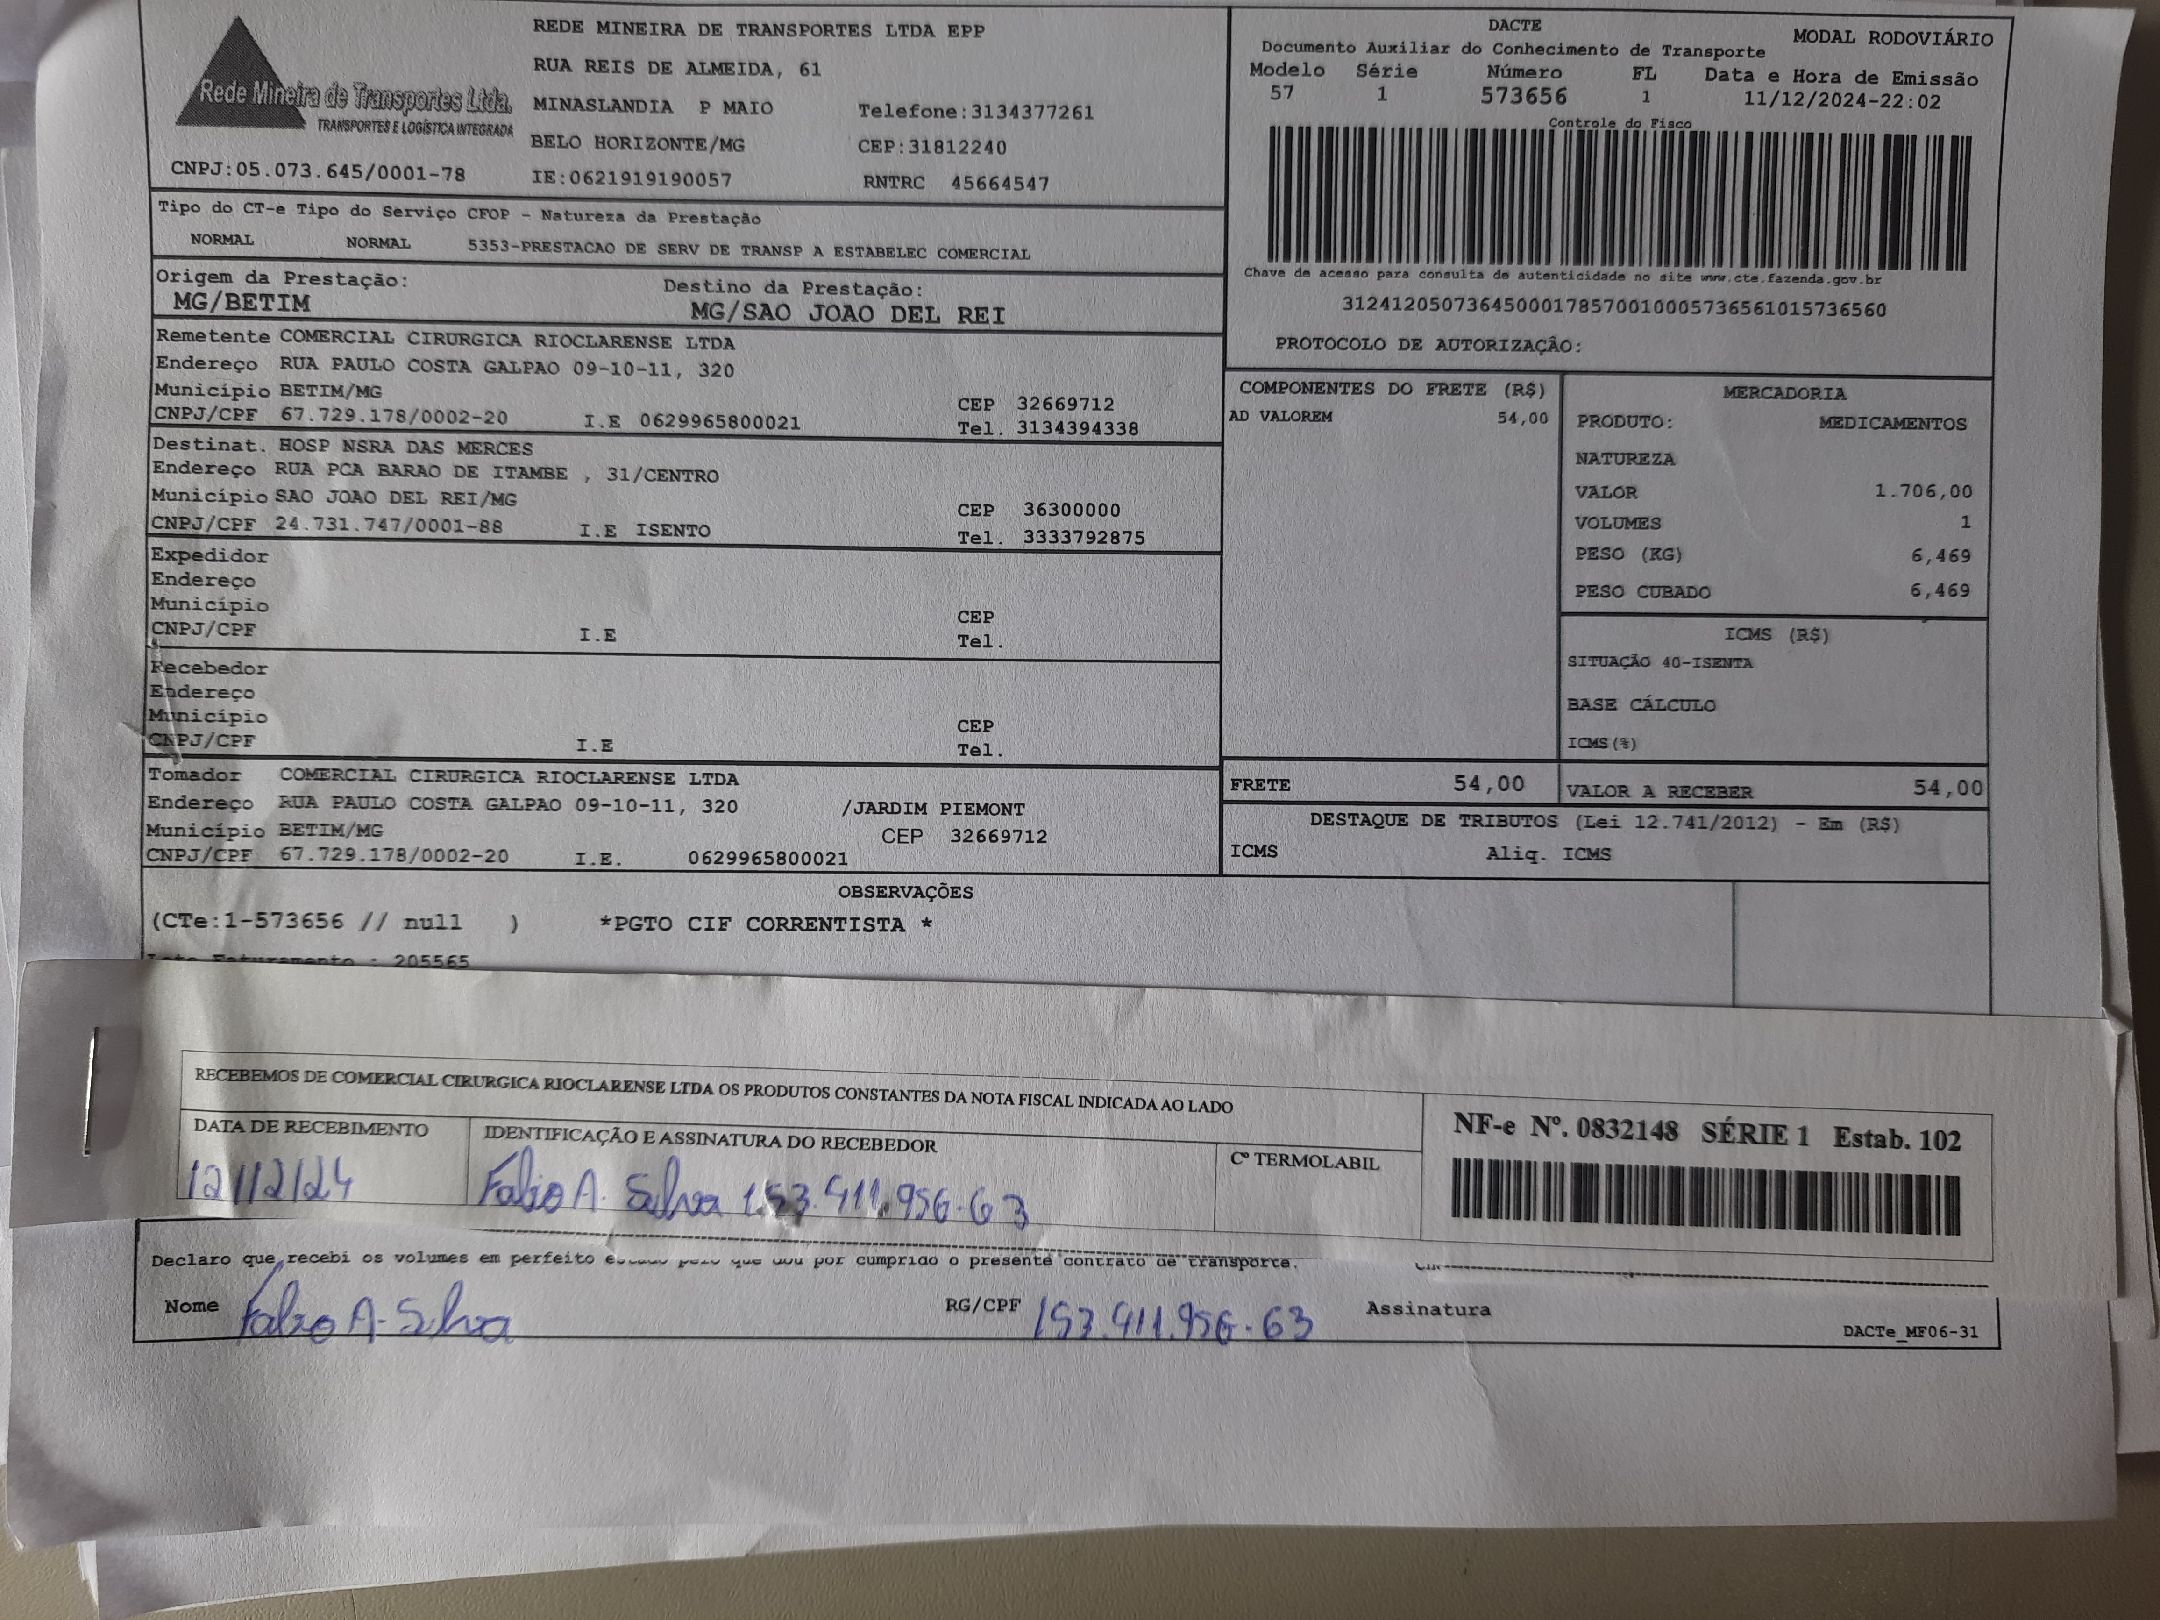 Rede Mineira de Transportes Ltda.
TRANSPORTES E LOGÍSTICA INTEGRADA
CNPJ:05.073.645/0001-78
REDE MINEIRA DE TRANSPORTES LTDA EPP
RUA REIS DE ALMEIDA, 61
MINASLANDIA P MAIO Telefone:3134377261
BELO HORIZONTE/MG CEP:31812240
IE:0621919190057 RNTRC 45664547
DACTE
Documento Auxiliar do Conhecimento de Transporte
MODAL RODOVIÁRIO
Modelo Série Número FL Data e Hora de Emissão
57 1 573656 1 11/12/2024-22:02
Controle do Fisco
Chave de acesso para consulta de autenticidade no site www.cte.fazenda.gov.br
31241205073645000178570010005736561015736560
PROTOCOLO DE AUTORIZAÇÂO:
Tipo do CT-e Tipo do Serviço CFOP - Natureza da Prestação
NORMAL NORMAL 5353-PRESTACAO DE SERV DE TRANSP A ESTABELEC COMERCIAL
Origem da Prestação: Destino da Prestação:
MG/BETIM MG/SAO JOAO DEL REI
Remetente COMERCIAL CIRURGICA RIOCLARENSE LTDA
Endereço RUA PAULO COSTA GALPAO 09-10-11, 320
Município BETIM/MG CEP 32669712
CNPJ/CPF 67.729.178/0002-20 I.E 0629965800021 Tel. 3134394338
Destinat. HOSP NSRA DAS MERCES
Endereço RUA PCA BARAO DE ITAMBE , 31/CENTRO
Município SAO JOAO DEL REI/MG CEP 36300000
CNPJ/CPF 24.731.747/0001-88 I.E ISENTO Tel. 3333792875
Expedidor
Endereço
Município CEP
CNPJ/CPF I.E Tel.
Recebedor
Endereço
Município CEP
CNPJ/CPF I.E Tel.
Tomador COMERCIAL CIRURGICA RIOCLARENSE LTDA
Endereço RUA PAULO COSTA GALPAO 09-10-11, 320 /JARDIM PIEMONT
Município BETIM/MG CEP 32669712
CNPJ/CPF 67.729.178/0002-20 I.E. 0629965800021
COMPONENTES DO FRETE (R$)
AD VALOREM 54,00
MERCADORIA
PRODUTO: MEDICAMENTOS
NATUREZA
VALOR 1.706,00
VOLUMES 1
PESO (KG) 6,469
PESO CUBADO 6,469
ICMS (R$)
SITUAÇÃO 40-ISENTA
BASE CÁLCULO
ICMS(%)
FRETE 54,00 VALOR A RECEBER 54,00
DESTAQUE DE TRIBUTOS (Lei 12.741/2012) - Em (R$)
ICMS Aliq. ICMS
OBSERVAÇÕES
(CTe:1-573656 // null ) *PGTO CIF CORRENTISTA *
Lote Faturamento : 205565
RECEBEMOS DE COMERCIAL CIRURGICA RIOCLARENSE LTDA OS PRODUTOS CONSTANTES DA NOTA FISCAL INDICADA AO LADO
DATA DE RECEBIMENTO IDENTIFICAÇÃO E ASSINATURA DO RECEBEDOR Cº TERMOLABIL
12/12/24 Fabio A. Silva 153.411.956-63
NF-e Nº. 0832148 SÉRIE 1 Estab. 102
Declaro que recebi os volumes em perfeito estado pelo que dou por cumprido o presente contrato de transporte.
Nome Fabio A. Silva RG/CPF 153.411.956-63 Assinatura
DACTe_MF06-31